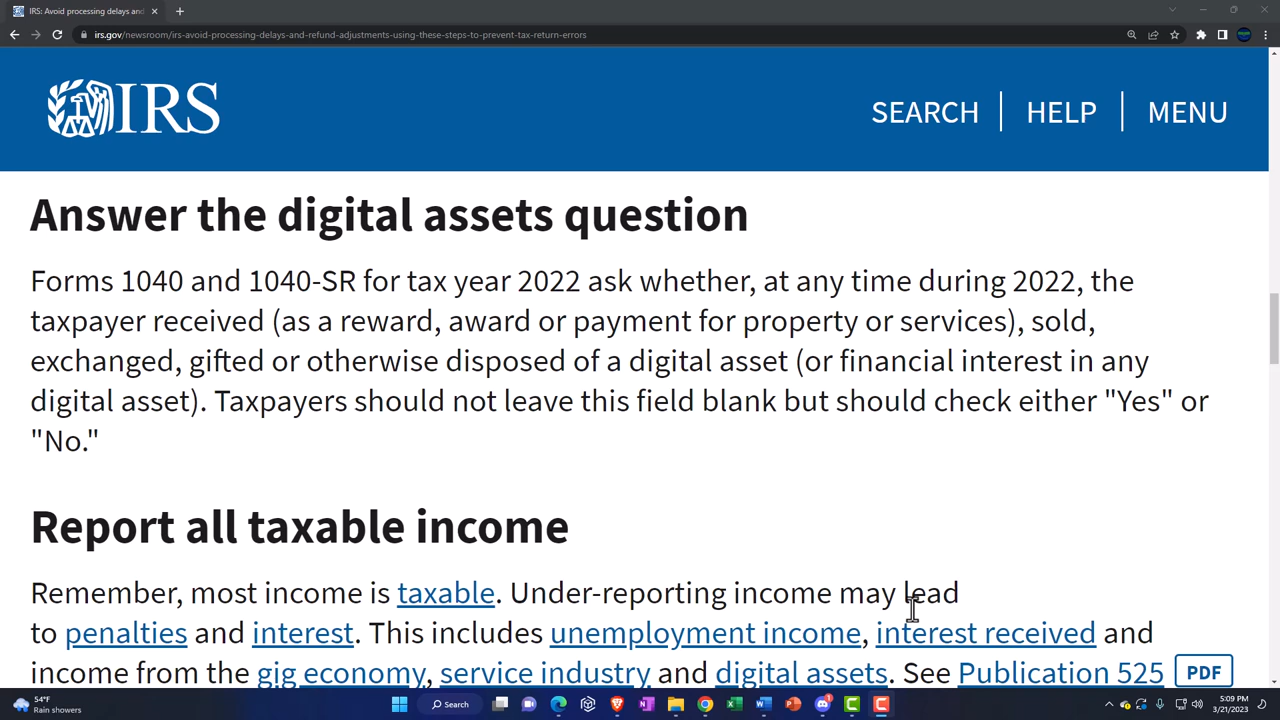 IRS: Avoid processing delays and
irs.gov/newsroom/irs-avoid-processing-delays-and-refund-adjustments-using-these-steps-to-prevent-tax-return-errors
IRS
SEARCH
HELP
MENU
Answer the digital assets question
Forms 1040 and 1040-SR for tax year 2022 ask whether, at any time during 2022, the
taxpayer received (as a reward, award or payment for property or services), sold,
exchanged, gifted or otherwise disposed of a digital asset (or financial interest in any
digital asset). Taxpayers should not leave this field blank but should check either "Yes" or
"No."
Report all taxable income
Remember, most income is taxable. Under-reporting income may lead
to penalties and interest. This includes unemployment income, interest received and
income from the gig economy, service industry and digital assets. See Publication 525 PDF
54°F
Rain showers
Search
5:09 PM
3/21/2023